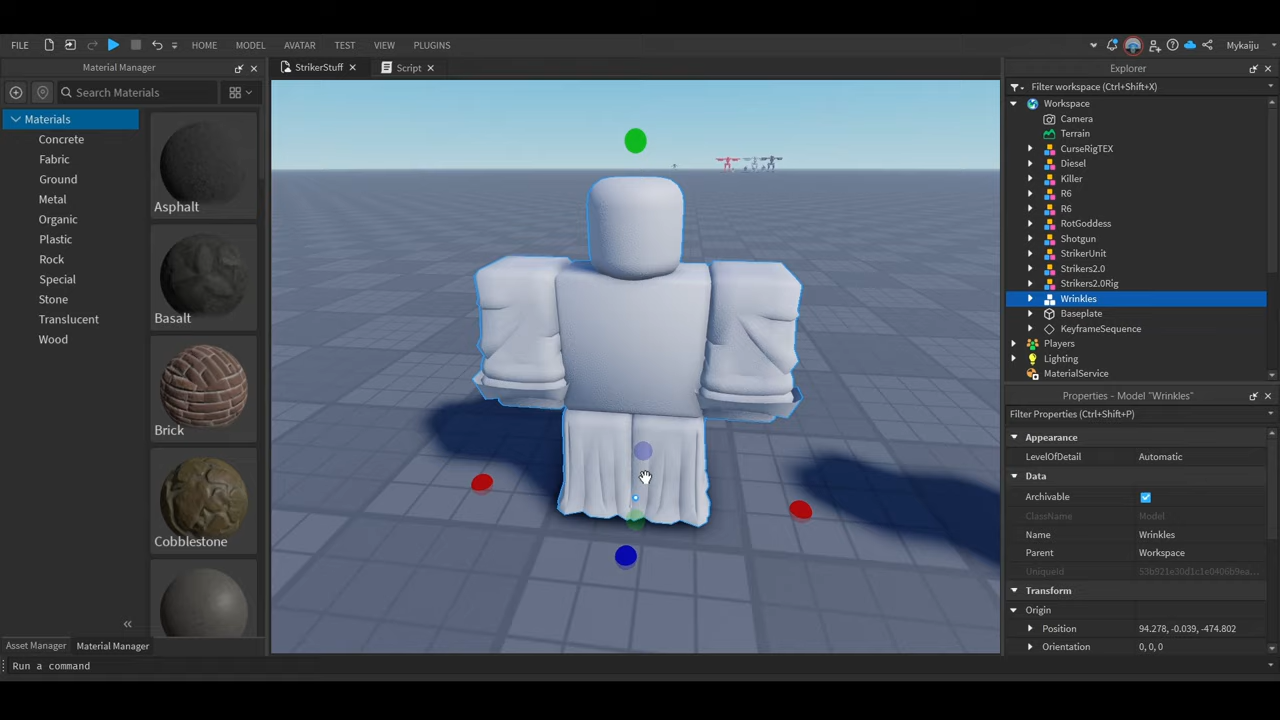 FILE HOME MODEL AVATAR TEST VIEW PLUGINS Mykaiju
Material Manager
Search Materials
Materials
Concrete
Fabric
Ground
Metal
Organic
Plastic
Rock
Special
Stone
Translucent
Wood
Asphalt
Basalt
Brick
Cobblestone
Asset Manager Material Manager
Run a command
StrikerStuff Script
Explorer
Filter workspace (Ctrl+Shift+X)
Workspace
Camera
Terrain
CurseRigTEX
Diesel
Killer
R6
R6
RotGoddess
Shotgun
StrikerUnit
Strikers2.0
Strikers2.0Rig
Wrinkles
Baseplate
KeyframeSequence
Players
Lighting
MaterialService
Properties - Model "Wrinkles"
Filter Properties (Ctrl+Shift+P)
Appearance
LevelOfDetail Automatic
Data
Archivable
ClassName Model
Name Wrinkles
Parent Workspace
UniqueId 53b921e30d1c1e0406b9ea...
Transform
Origin
Position 94.278, -0.039, -474.802
Orientation 0, 0, 0